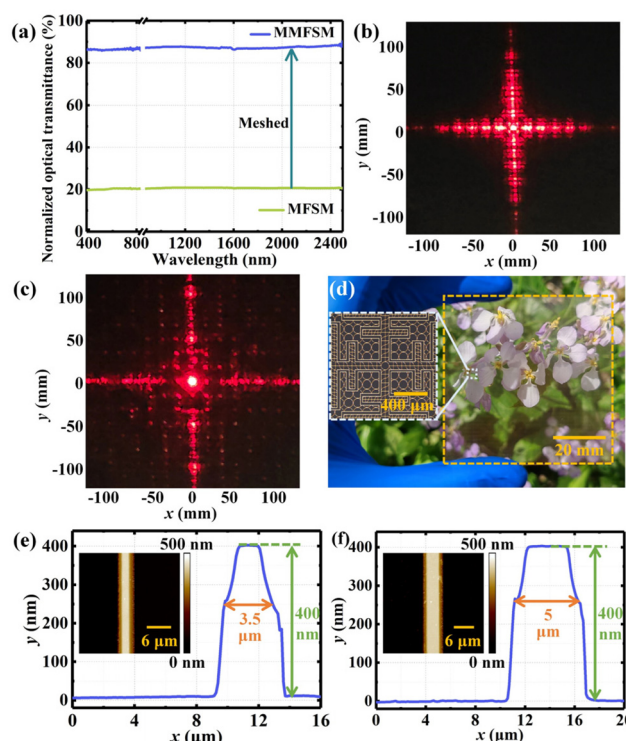 (a)
Normalized optical transmittance (%)
100
80
60
40
20
0
MMFSM
Meshed
MFSM
400
800
1200
1600
2000
2400
Wavelength (nm)
(b)
y (mm)
100
50
0
-50
-100
-100
-50
0
50
100
x (mm)
(c)
y (mm)
100
50
0
-50
-100
-100
-50
0
50
100
x (mm)
(d)
400 μm
20 mm
(e)
y (nm)
400
300
200
100
0
500 nm
6 μm
0 nm
3.5
μm
400
nm
0
4
8
12
16
x (μm)
(f)
y (nm)
400
300
200
100
0
500 nm
6 μm
0 nm
5
μm
400
nm
0
4
8
12
16
20
x (μm)